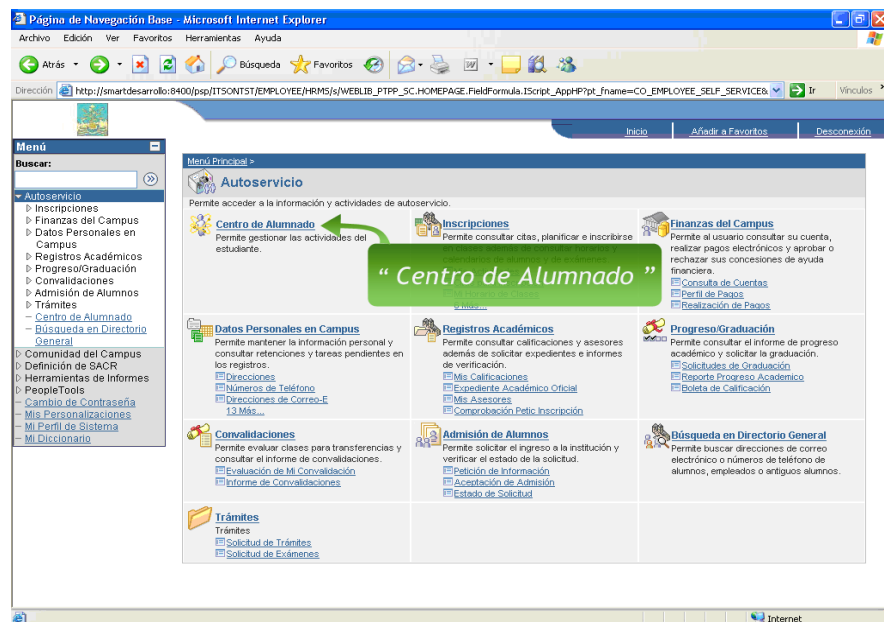 Página de Navegación Base - Microsoft Internet Explorer
Archivo Edición Ver Favoritos Herramientas Ayuda
Atrás Búsqueda Favoritos
Dirección http://smartdesarrollo:8400/psp/ITSONTST/EMPLOYEE/HRMS/s/WEBLIB_PTPP_SC.HOMEPAGE.FieldFormula.IScript_AppHP?pt_fname=CO_EMPLOYEE_SELF_SERVICE& Ir Vínculos »
Inicio Añadir a Favoritos Desconexión
Menú
Buscar:
Autoservicio
Inscripciones
Finanzas del Campus
Datos Personales en
Campus
Registros Académicos
Progreso/Graduación
Convalidaciones
Admisión de Alumnos
Trámites
– Centro de Alumnado
– Búsqueda en Directorio
General
Comunidad del Campus
Definición de SACR
Herramientas de Informes
PeopleTools
– Cambio de Contraseña
– Mis Personalizaciones
– Mi Perfil de Sistema
– Mi Diccionario
Menú Principal >
Autoservicio
Permite acceder a la información y actividades de autoservicio.
Centro de Alumnado
Permite gestionar las actividades del
estudiante.
Inscripciones
Permite consultar citas, planificar e inscribirse
“ Centro de Alumnado ”
Finanzas del Campus
Permite al usuario consultar su cuenta,
realizar pagos electrónicos y aprobar o
rechazar sus concesiones de ayuda
financiera.
Consulta de Cuentas
Perfil de Pagos
Realización de Pagos
Datos Personales en Campus
Permite mantener la información personal y
consultar retenciones y tareas pendientes en
los registros.
Direcciones
Números de Teléfono
Direcciones de Correo-E
13 Más...
Registros Académicos
Permite consultar calificaciones y asesores
además de solicitar expedientes e informes
de verificación.
Mis Calificaciones
Expediente Académico Oficial
Mis Asesores
Comprobación Petic Inscripción
Progreso/Graduación
Permite consultar el informe de progreso
académico y solicitar la graduación.
Solicitudes de Graduación
Reporte Progreso Academico
Boleta de Calificación
Convalidaciones
Permite evaluar clases para transferencias y
consultar el informe de convalidaciones.
Evaluación de Mi Convalidación
Informe de Convalidaciones
Admisión de Alumnos
Permite solicitar el ingreso a la institución y
verificar el estado de la solicitud.
Petición de Información
Aceptación de Admisión
Estado de Solicitud
Búsqueda en Directorio General
Permite buscar direcciones de correo
electrónico o números de teléfono de
alumnos, empleados o antiguos alumnos.
Trámites
Trámites
Solicitud de Trámites
Solicitud de Exámenes
Internet